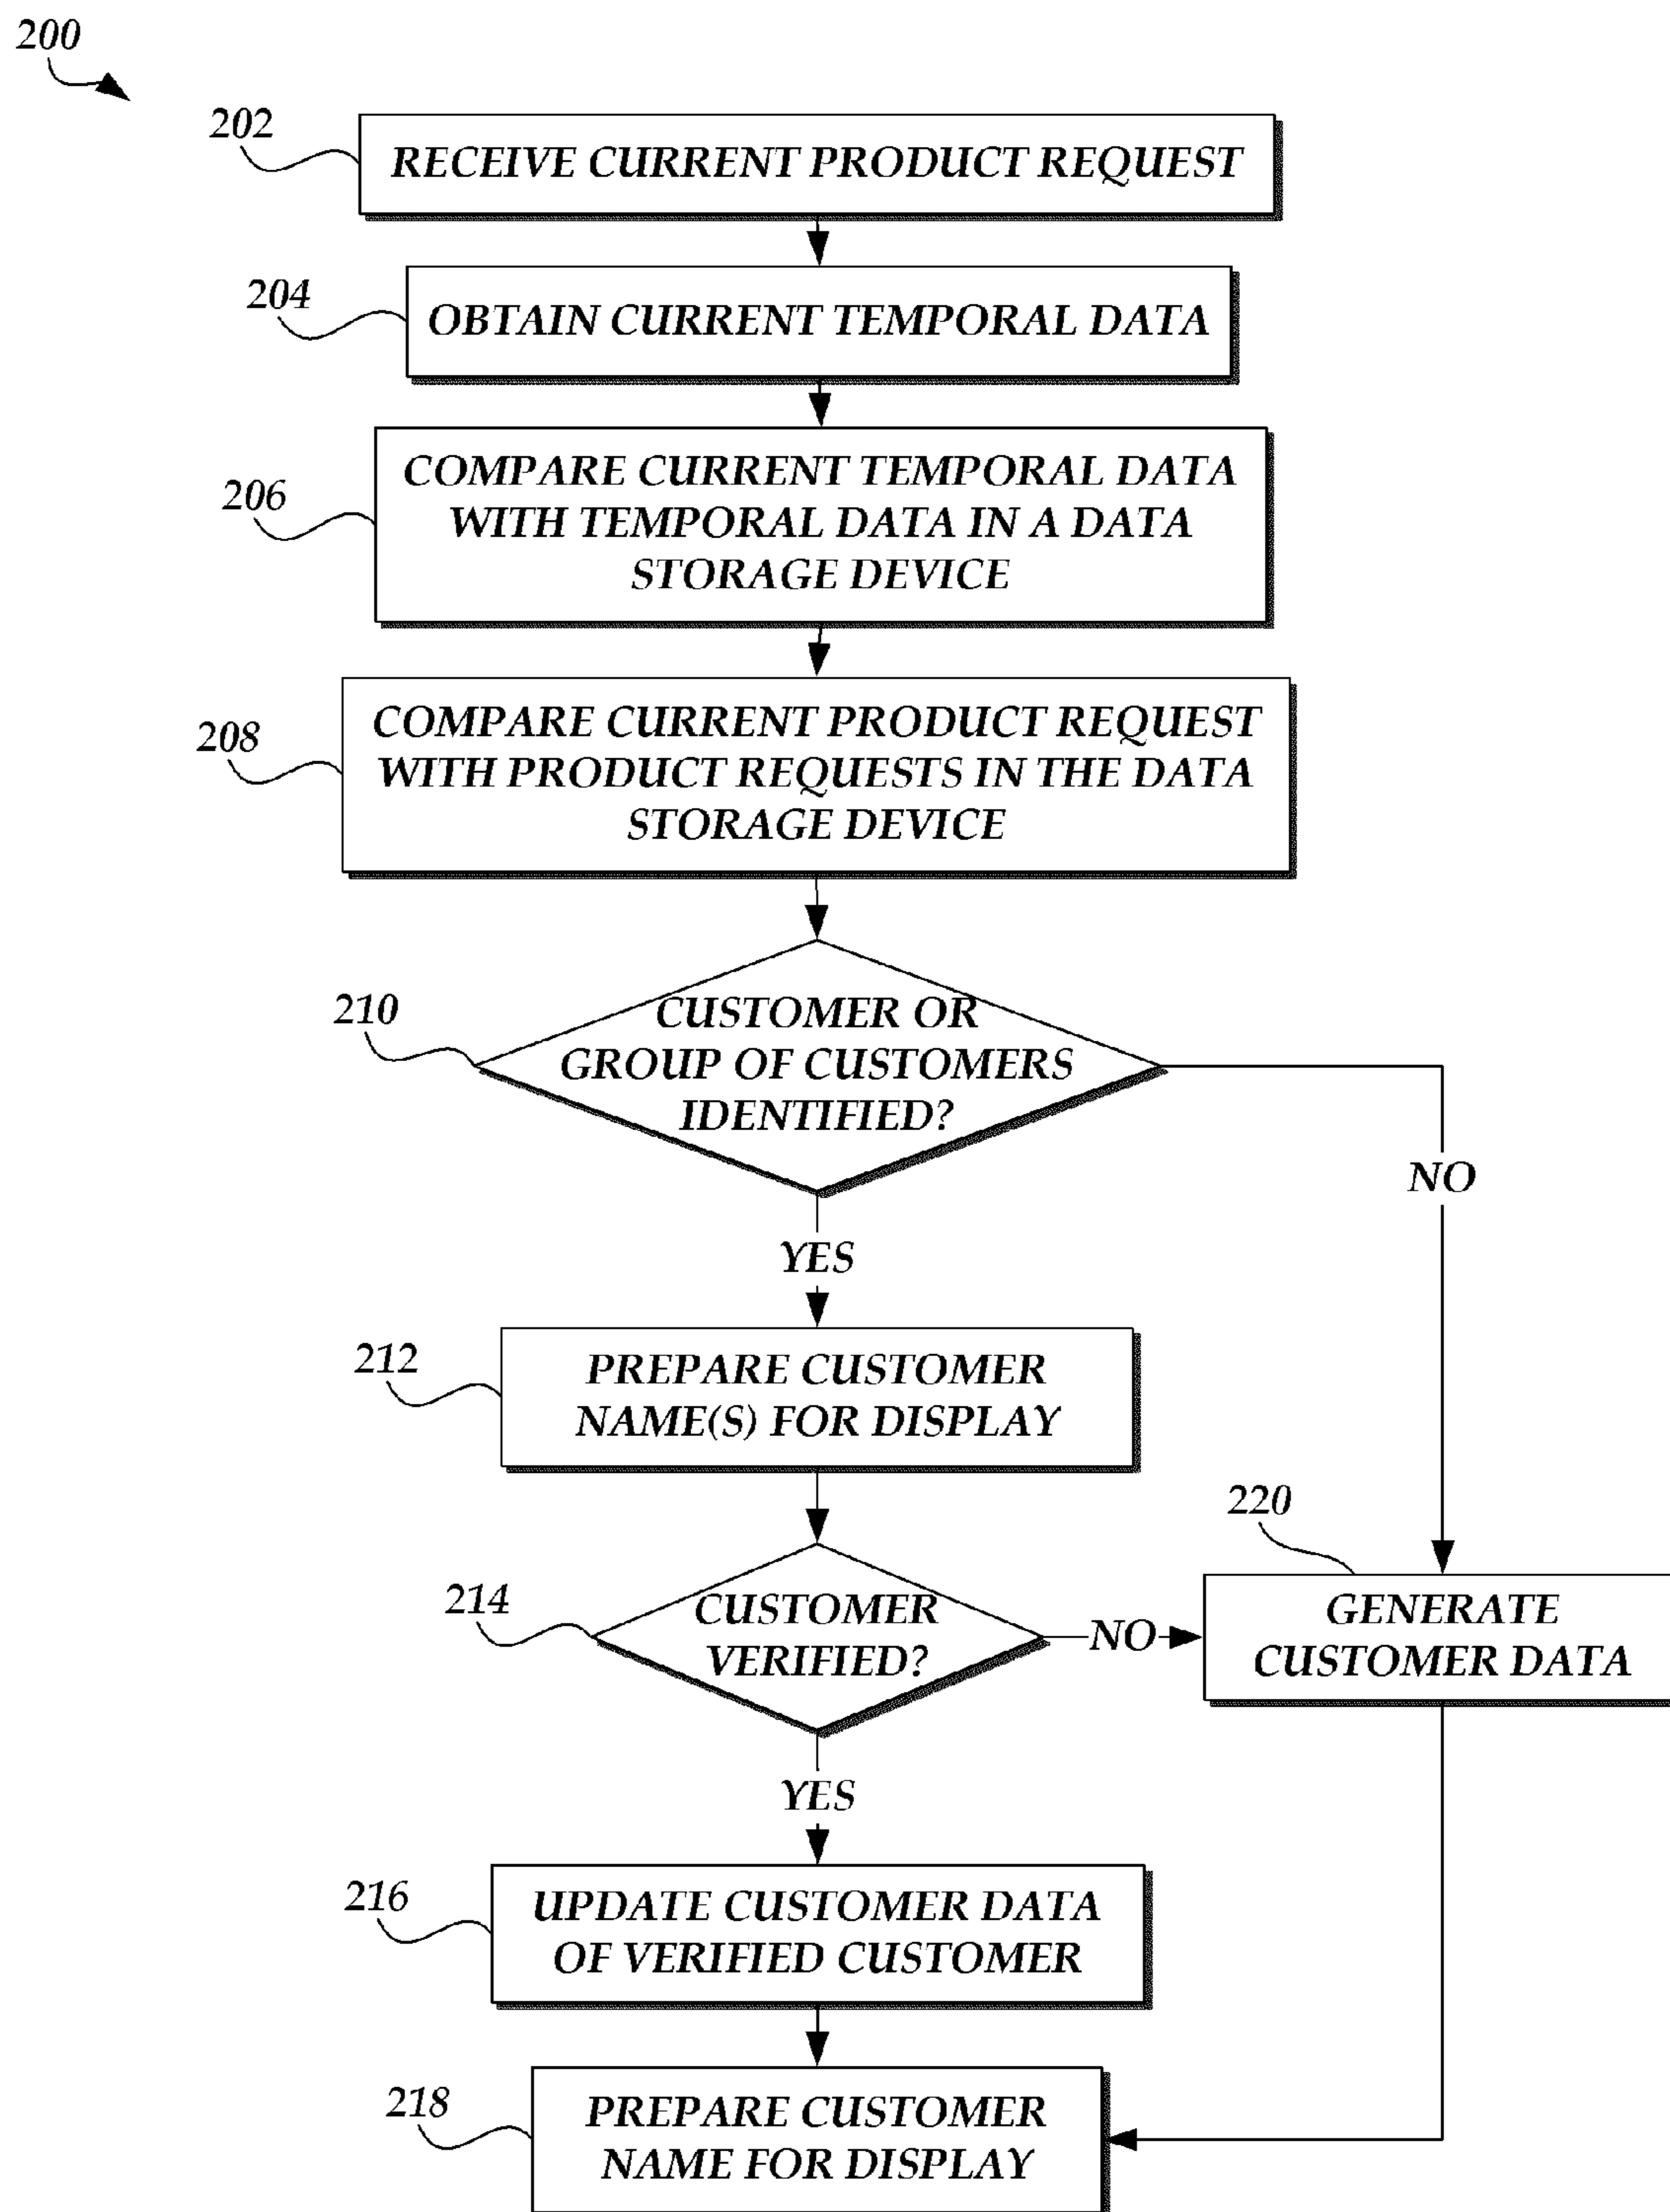 200
202
RECEIVE CURRENT PRODUCT REQUEST
204
OBTAIN CURRENT TEMPORAL DATA
206
COMPARE CURRENT TEMPORAL DATA
WITH TEMPORAL DATA IN A DATA
STORAGE DEVICE
208
COMPARE CURRENT PRODUCT REQUEST
WITH PRODUCT REQUESTS IN THE DATA
STORAGE DEVICE
210
CUSTOMER OR
GROUP OF CUSTOMERS
IDENTIFIED?
NO
YES
212
PREPARE CUSTOMER
NAME(S) FOR DISPLAY
214
CUSTOMER
VERIFIED?
NO
220
GENERATE
CUSTOMER DATA
YES
216
UPDATE CUSTOMER DATA
OF VERIFIED CUSTOMER
218
PREPARE CUSTOMER
NAME FOR DISPLAY